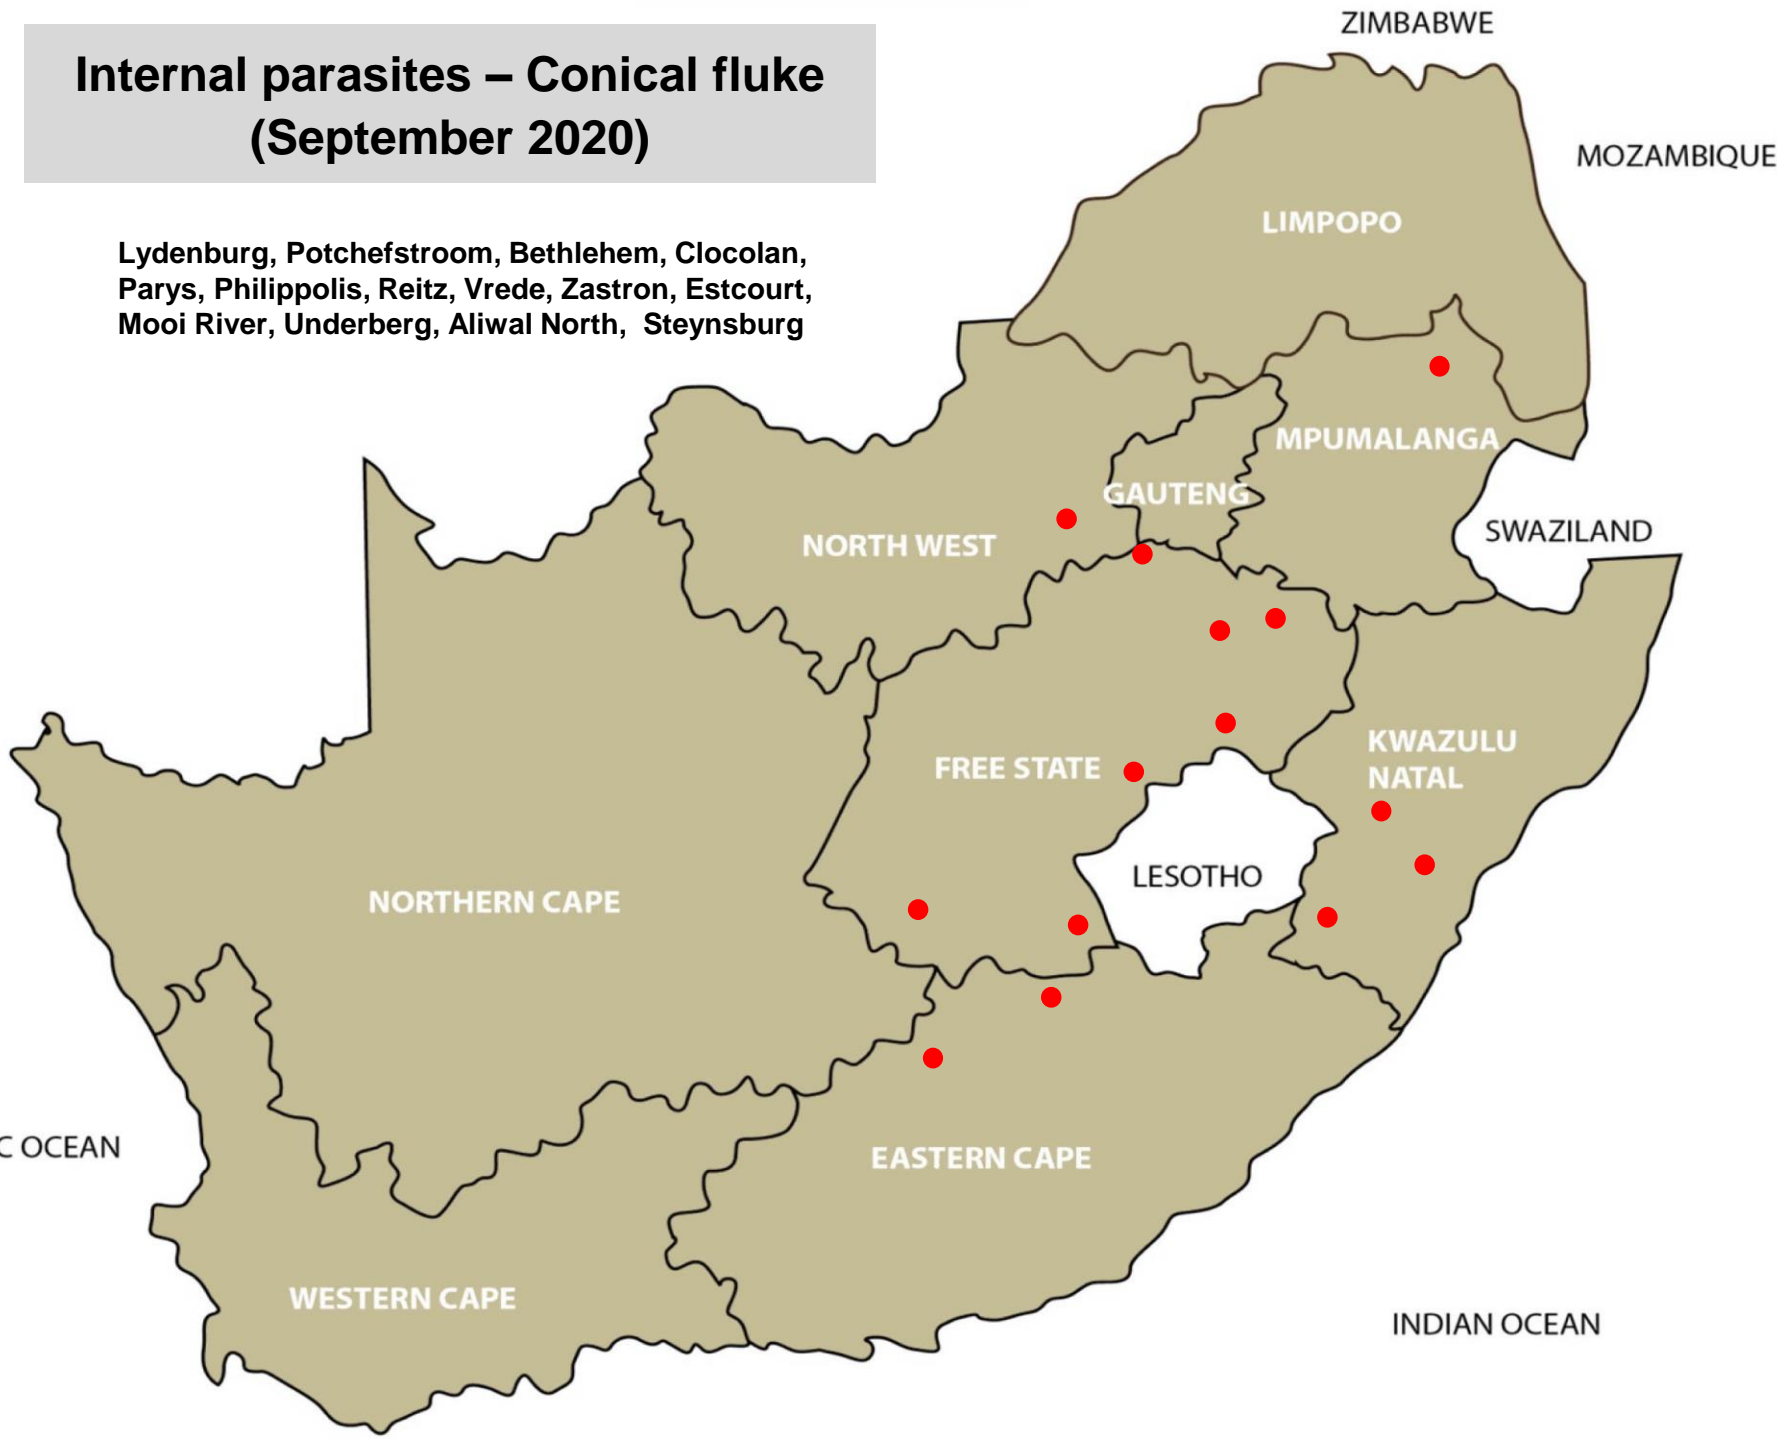 Internal parasites – Conical fluke
(September 2020)
Lydenburg, Potchefstroom, Bethlehem, Clocolan,
Parys, Philippolis, Reitz, Vrede, Zastron, Estcourt,
Mooi River, Underberg, Aliwal North,  Steynsburg
ZIMBABWE
MOZAMBIQUE
LIMPOPO
MPUMALANGA
GAUTENG
SWAZILAND
NORTH WEST
KWAZULU
NATAL
FREE STATE
LESOTHO
NORTHERN CAPE
C OCEAN
EASTERN CAPE
WESTERN CAPE
INDIAN OCEAN